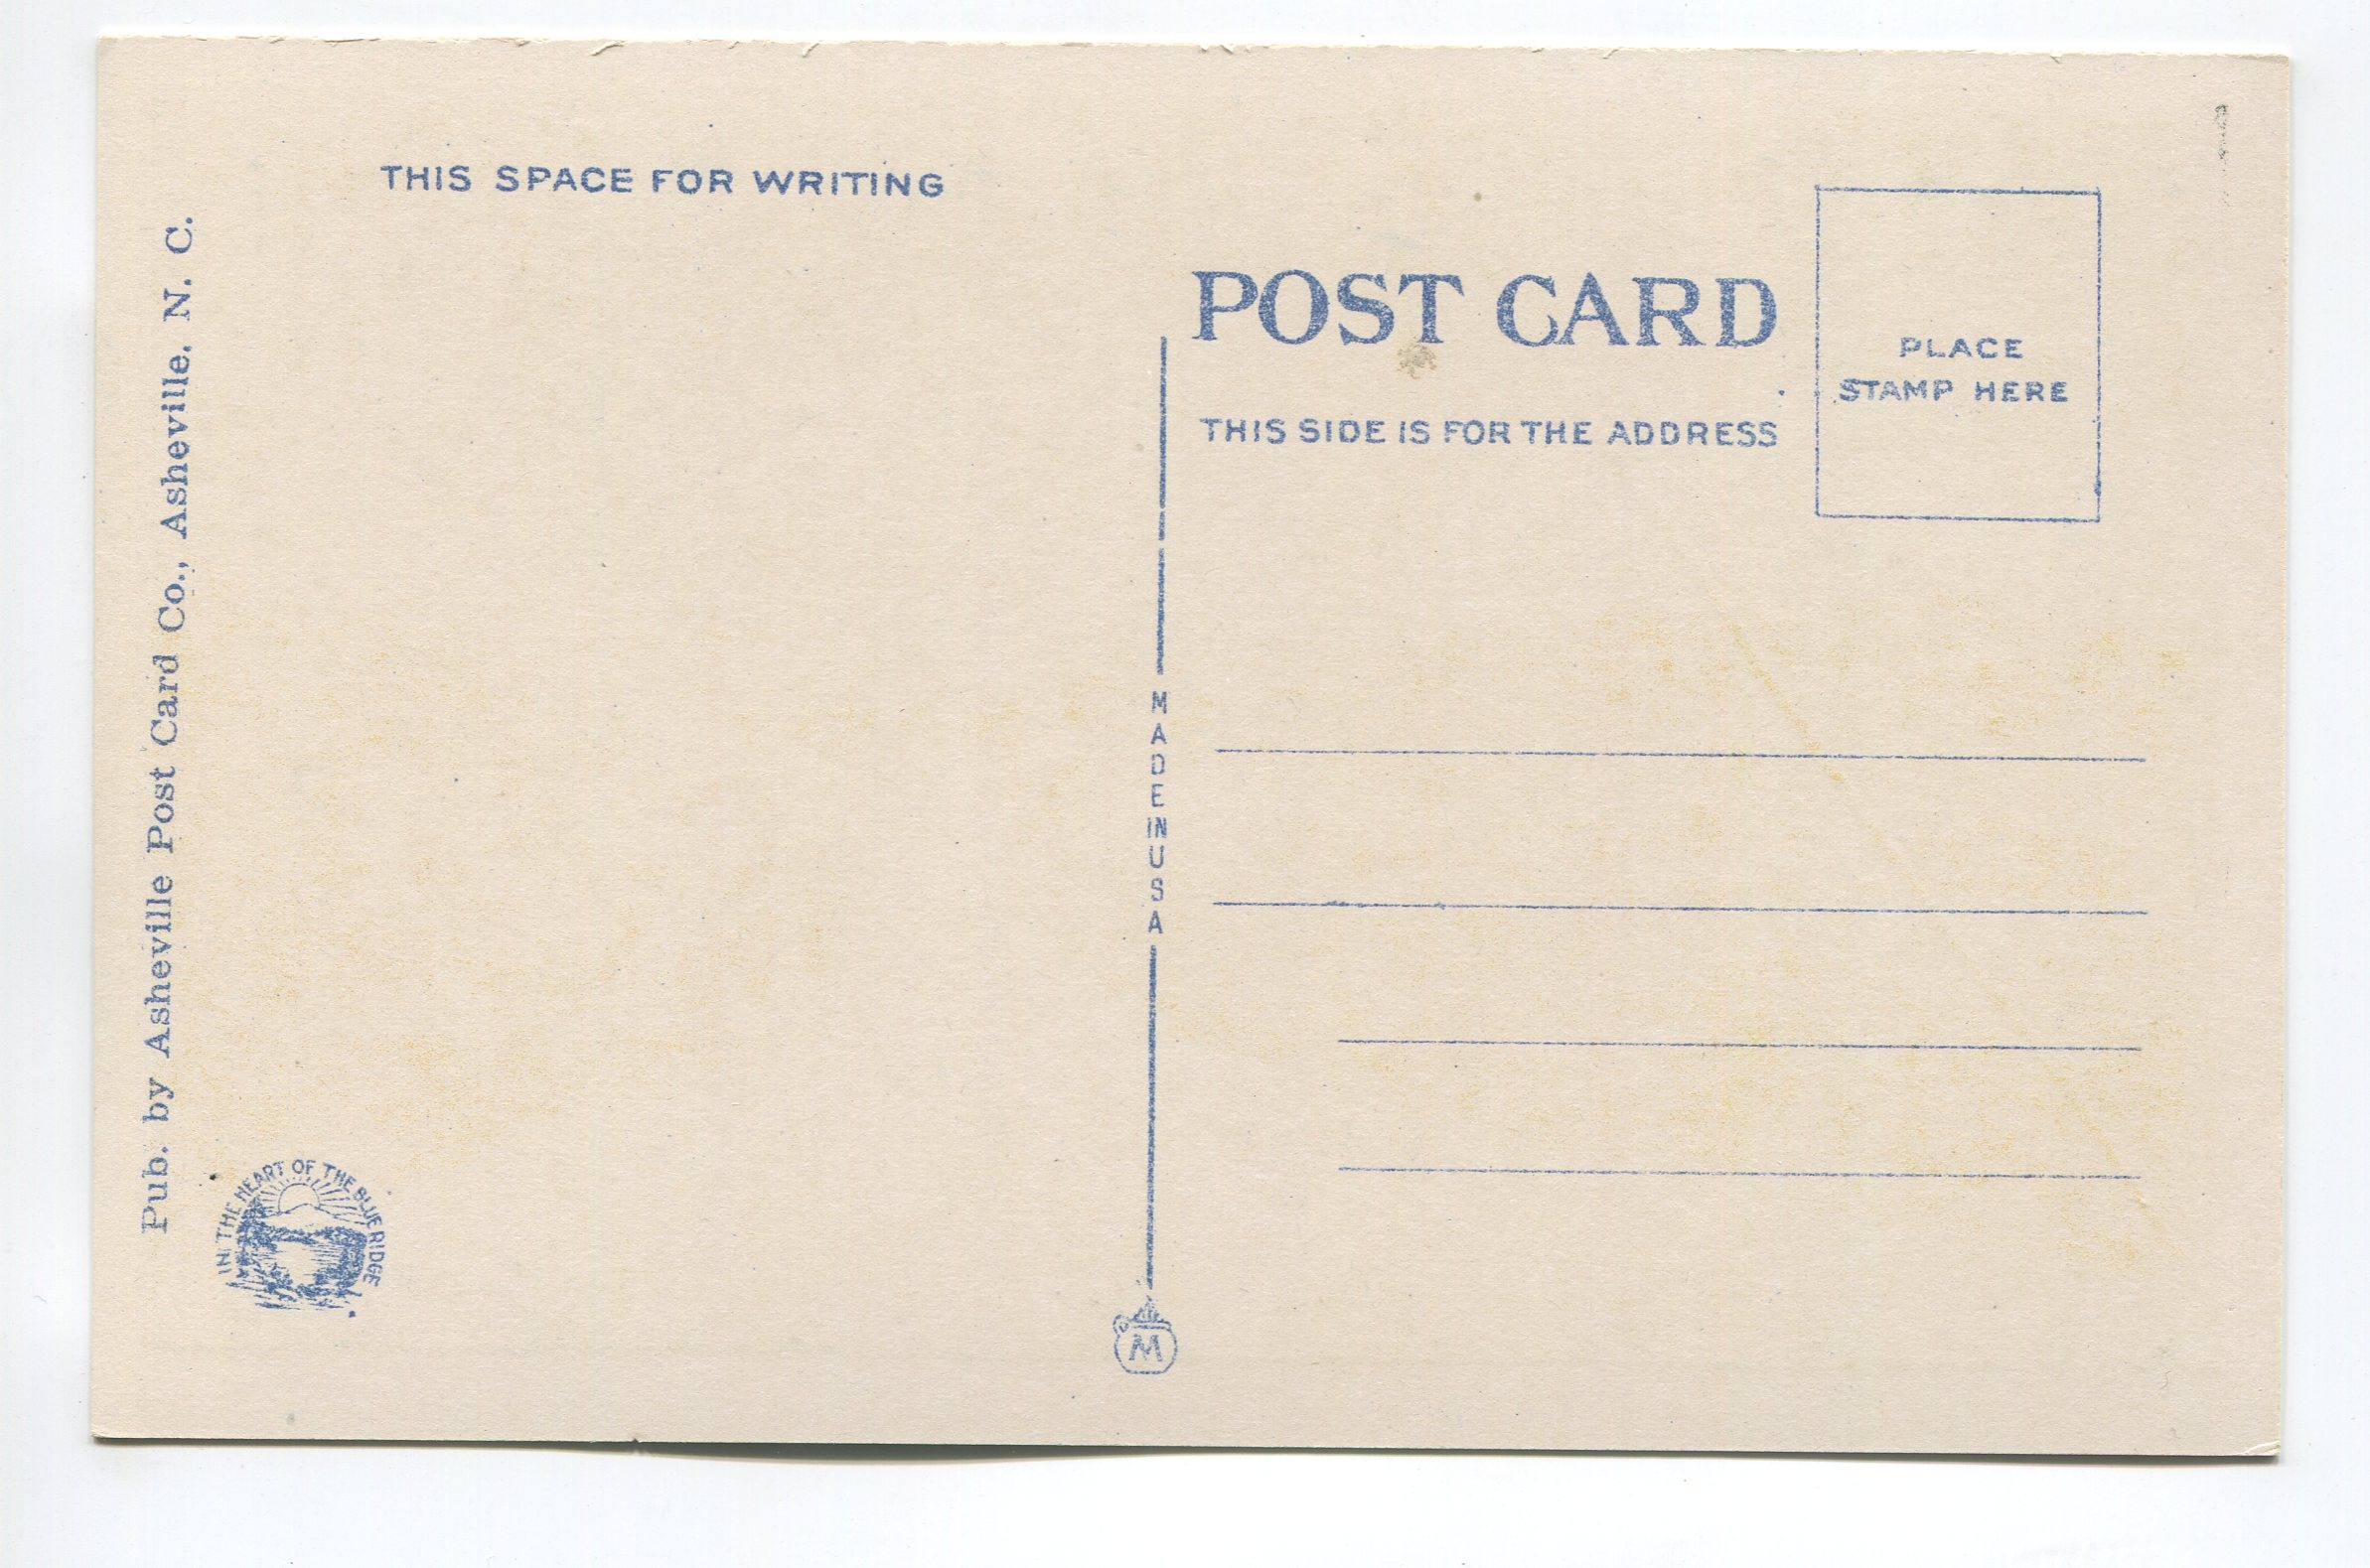 THIS SPACE FOR WRITING
Pub. by Asheville Post Card Co., Asheville, N. C.
IN THE HEART OF THE BLUE RIDGE
POST CARD
THIS SIDE IS FOR THE ADDRESS
PLACE
STAMP HERE
MADE IN USA
M